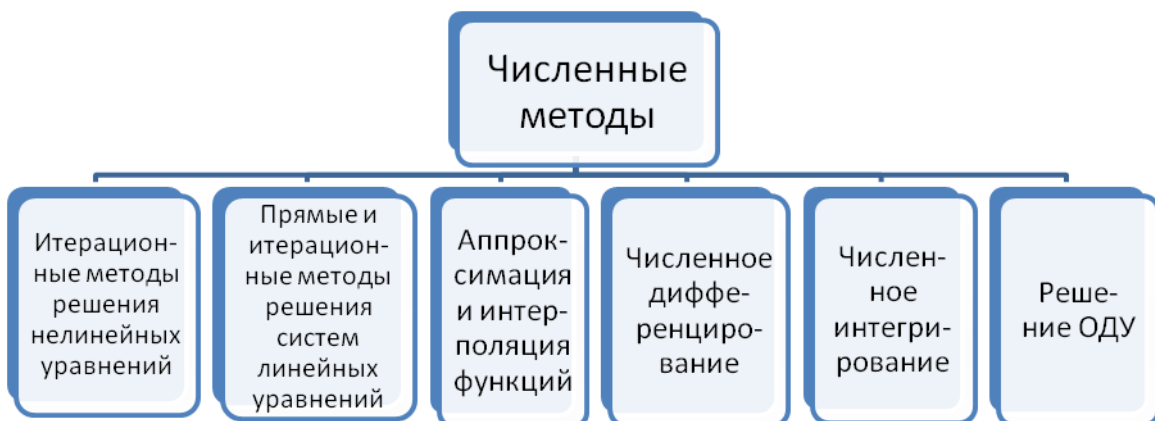 Численные
методы
Итерацион-
ные методы
решения
нелинейных
уравнений
Прямые и
итерацион-
ные методы
решения
систем
линейных
уравнений
Аппрок-
симация
и интер-
поляция
функций
Численное
диффе-
ренциро-
вание
Числен-
ное
интегри-
рование
Реше-
ние ОДУ